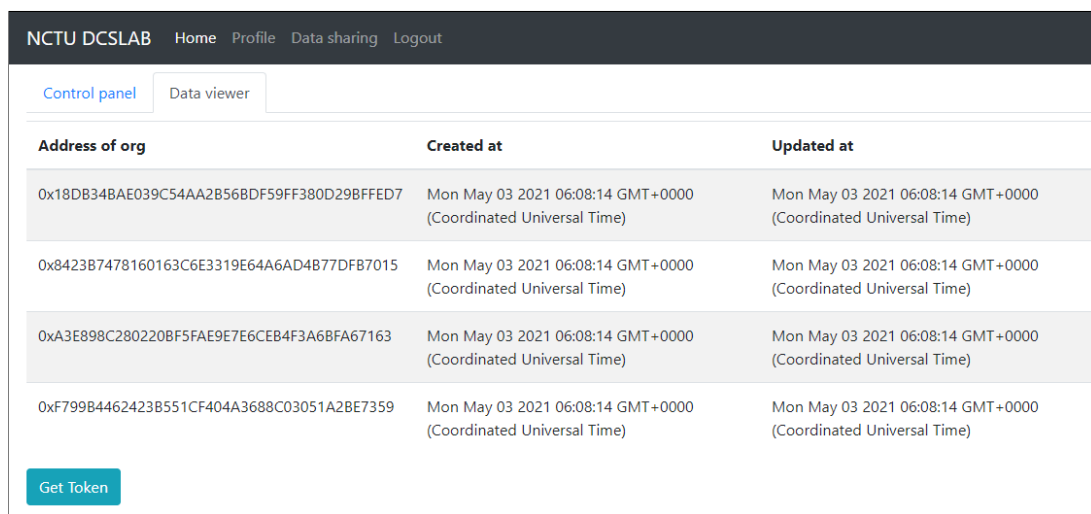 NCTU DCSLAB Home Profile Data sharing Logout
Control panel Data viewer
Address of org Created at Updated at
0x18DB34BAE039C54AA2B56BDF59FF380D29BFFED7 Mon May 03 2021 06:08:14 GMT+0000 Mon May 03 2021 06:08:14 GMT+0000
(Coordinated Universal Time) (Coordinated Universal Time)
0x8423B7478160163C6E3319E64A6AD4B77DFB7015 Mon May 03 2021 06:08:14 GMT+0000 Mon May 03 2021 06:08:14 GMT+0000
(Coordinated Universal Time) (Coordinated Universal Time)
0xA3E898C280220BF5FAE9E7E6CEB4F3A6BFA67163 Mon May 03 2021 06:08:14 GMT+0000 Mon May 03 2021 06:08:14 GMT+0000
(Coordinated Universal Time) (Coordinated Universal Time)
0xF799B4462423B551CF404A3688C03051A2BE7359 Mon May 03 2021 06:08:14 GMT+0000 Mon May 03 2021 06:08:14 GMT+0000
(Coordinated Universal Time) (Coordinated Universal Time)
Get Token